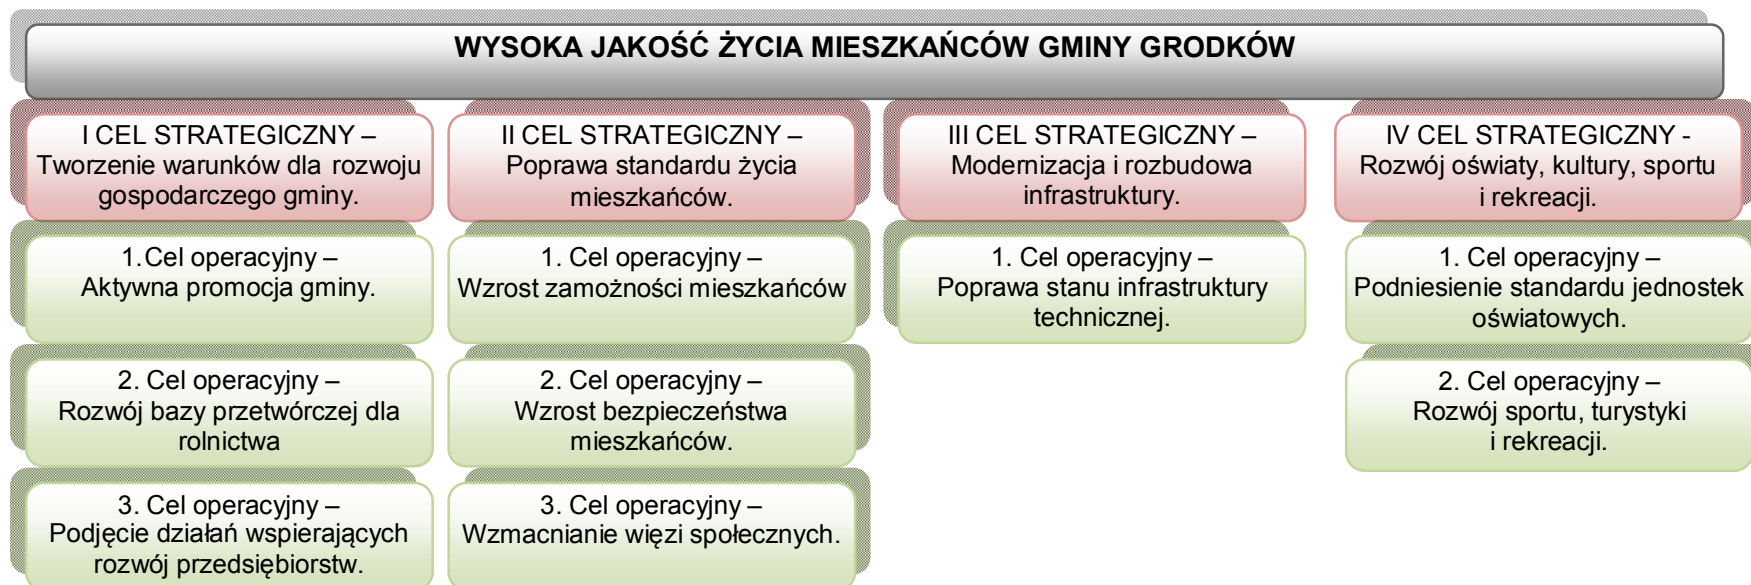 WYSOKA JAKOŚĆ ŻYCIA MIESZKAŃCÓW GMINY GRODKÓW
I CEL STRATEGICZNY –
Tworzenie warunków dla rozwoju
gospodarczego gminy.
1.Cel operacyjny –
Aktywna promocja gminy.
2. Cel operacyjny –
Rozwój bazy przetwórczej dla
rolnictwa
3. Cel operacyjny –
Podjęcie działań wspierających
rozwój przedsiębiorstw.
II CEL STRATEGICZNY –
Poprawa standardu życia
mieszkańców.
1. Cel operacyjny –
Wzrost zamożności mieszkańców
2. Cel operacyjny –
Wzrost bezpieczeństwa
mieszkańców.
3. Cel operacyjny –
Wzmacnianie więzi społecznych.
III CEL STRATEGICZNY –
Modernizacja i rozbudowa
infrastruktury.
1. Cel operacyjny –
Poprawa stanu infrastruktury
technicznej.
IV CEL STRATEGICZNY -
Rozwój oświaty, kultury, sportu
i rekreacji.
1. Cel operacyjny –
Podniesienie standardu jednostek
oświatowych.
2. Cel operacyjny –
Rozwój sportu, turystyki
i rekreacji.